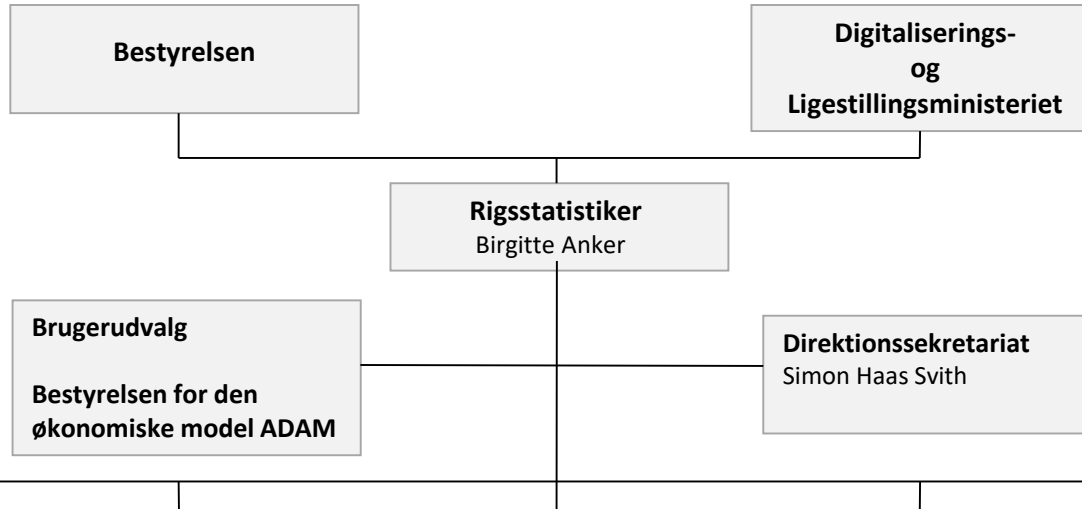 Bestyrelsen
Digitaliserings-
og
Ligestillingsministeriet
Rigsstatistiker
Birgitte Anker
Brugerudvalg
Bestyrelsen for den
økonomiske model ADAM
Direktionssekretariat
Simon Haas Svith